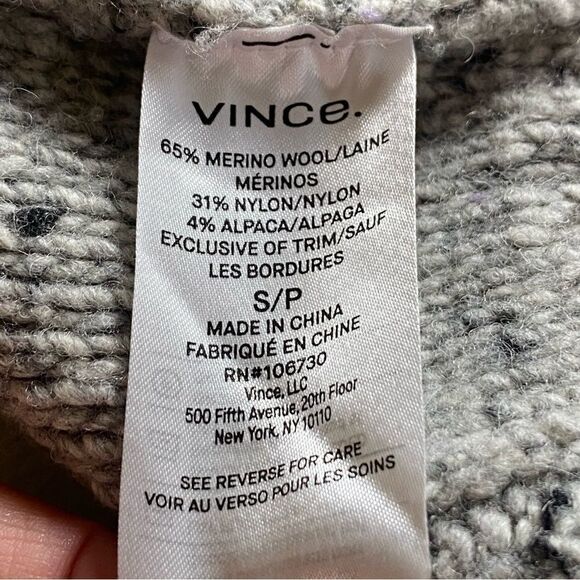 VINCE.
65% MERINO WOOL/LAINE
MÉRINOS
31% NYLON/NYLON
4% ALPACA/ALPAGA
EXCLUSIVE OF TRIM/SAUF
LES BORDURES
S/P
MADE IN CHINA
FABRIQUÉ EN CHINE
RN#106730
Vince, LLC
500 Fifth Avenue, 20th Floor
New York, NY 10110
SEE REVERSE FOR CARE
VOIR AU VERSO POUR LES SOINS